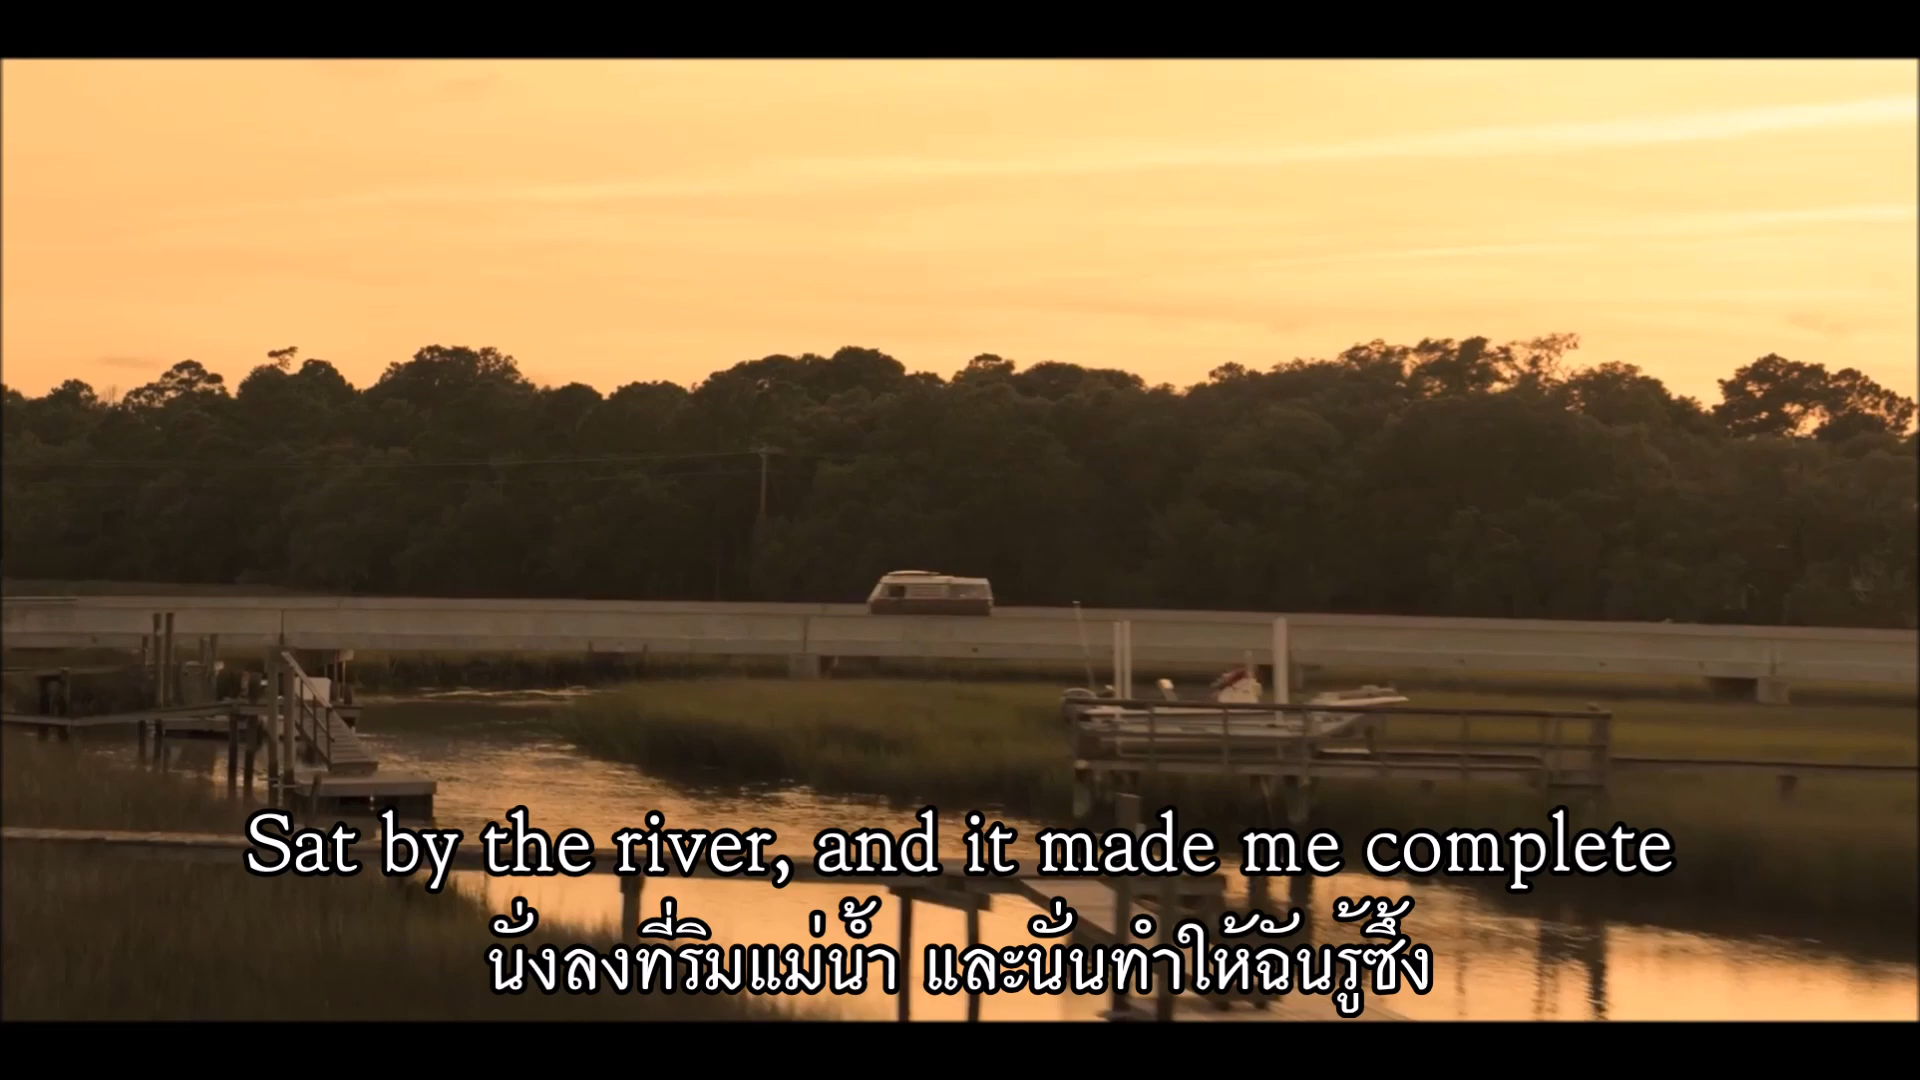 Sat by the river, and it made me complete
นั่งลงที่ริมแม่น้ำ และนั่นทำให้ฉันรู้ซึ้ง